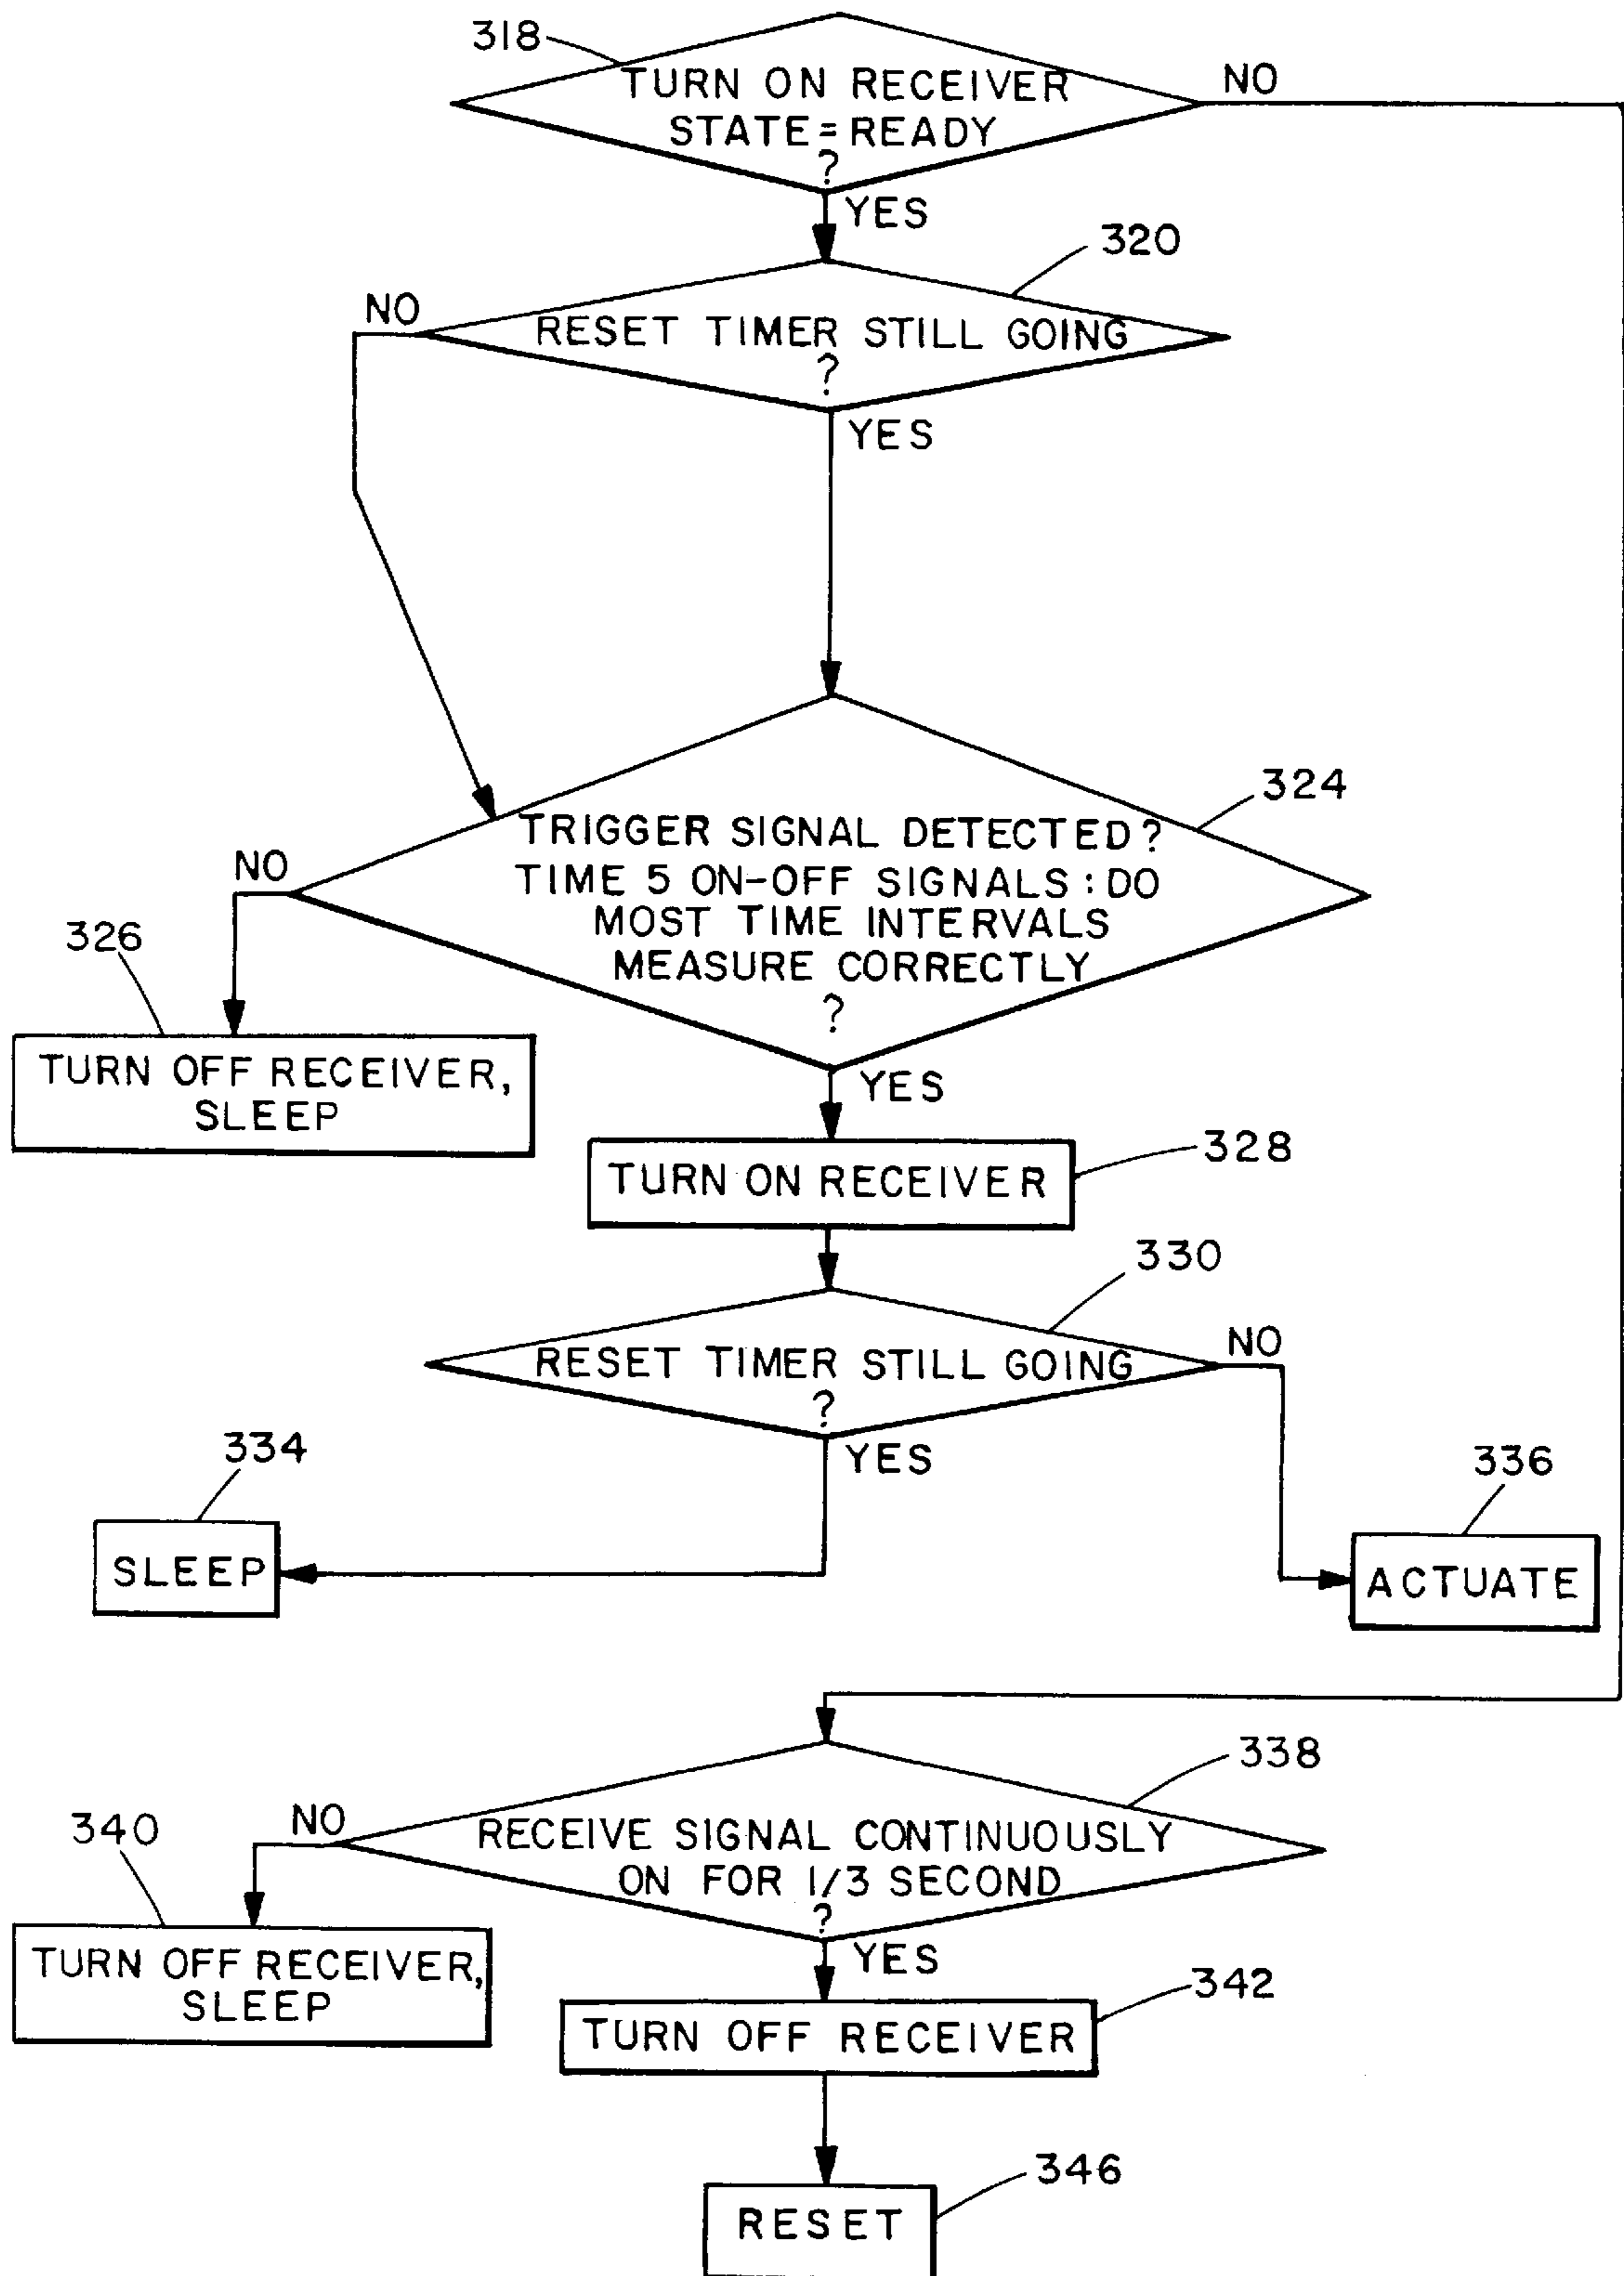 318
TURN ON RECEIVER
STATE = READY
?
NO
YES
320
NO
RESET TIMER STILL GOING
?
YES
324
TRIGGER SIGNAL DETECTED?
TIME 5 ON-OFF SIGNALS : DO
MOST TIME INTERVALS
MEASURE CORRECTLY
?
NO
326
TURN OFF RECEIVER,
SLEEP
YES
328
TURN ON RECEIVER
330
RESET TIMER STILL GOING
?
NO
YES
334
SLEEP
336
ACTUATE
338
RECEIVE SIGNAL CONTINUOUSLY
ON FOR 1/3 SECOND
?
NO
340
TURN OFF RECEIVER,
SLEEP
YES
342
TURN OFF RECEIVER
346
RESET